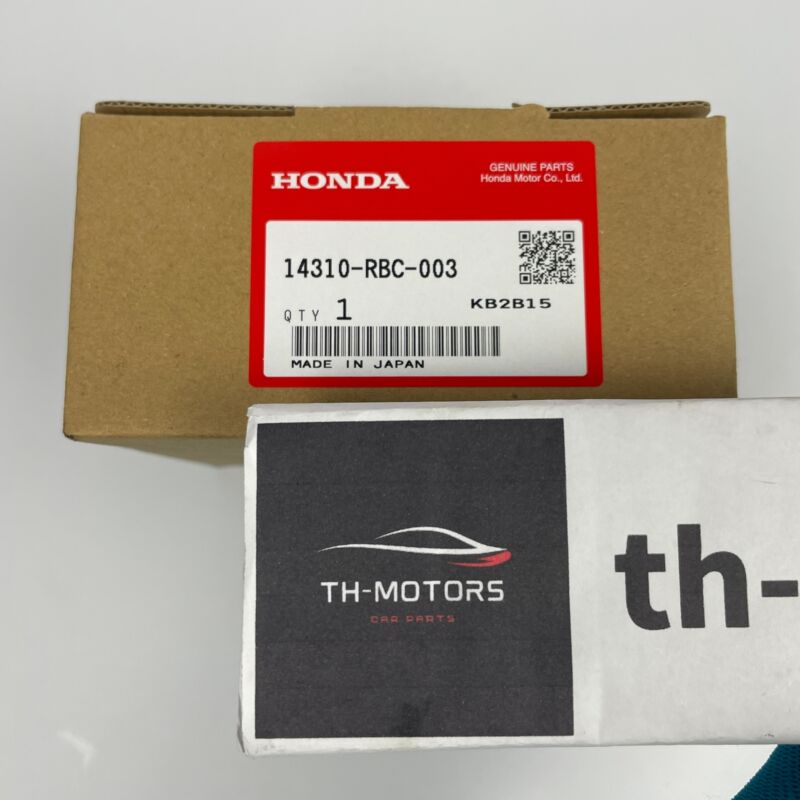 HONDA
GENUINE PARTS
Honda Motor Co., Ltd.
14310-RBC-003
QTY 1
KB2B15
MADE IN JAPAN
TH-MOTORS
CAR PARTS
th-